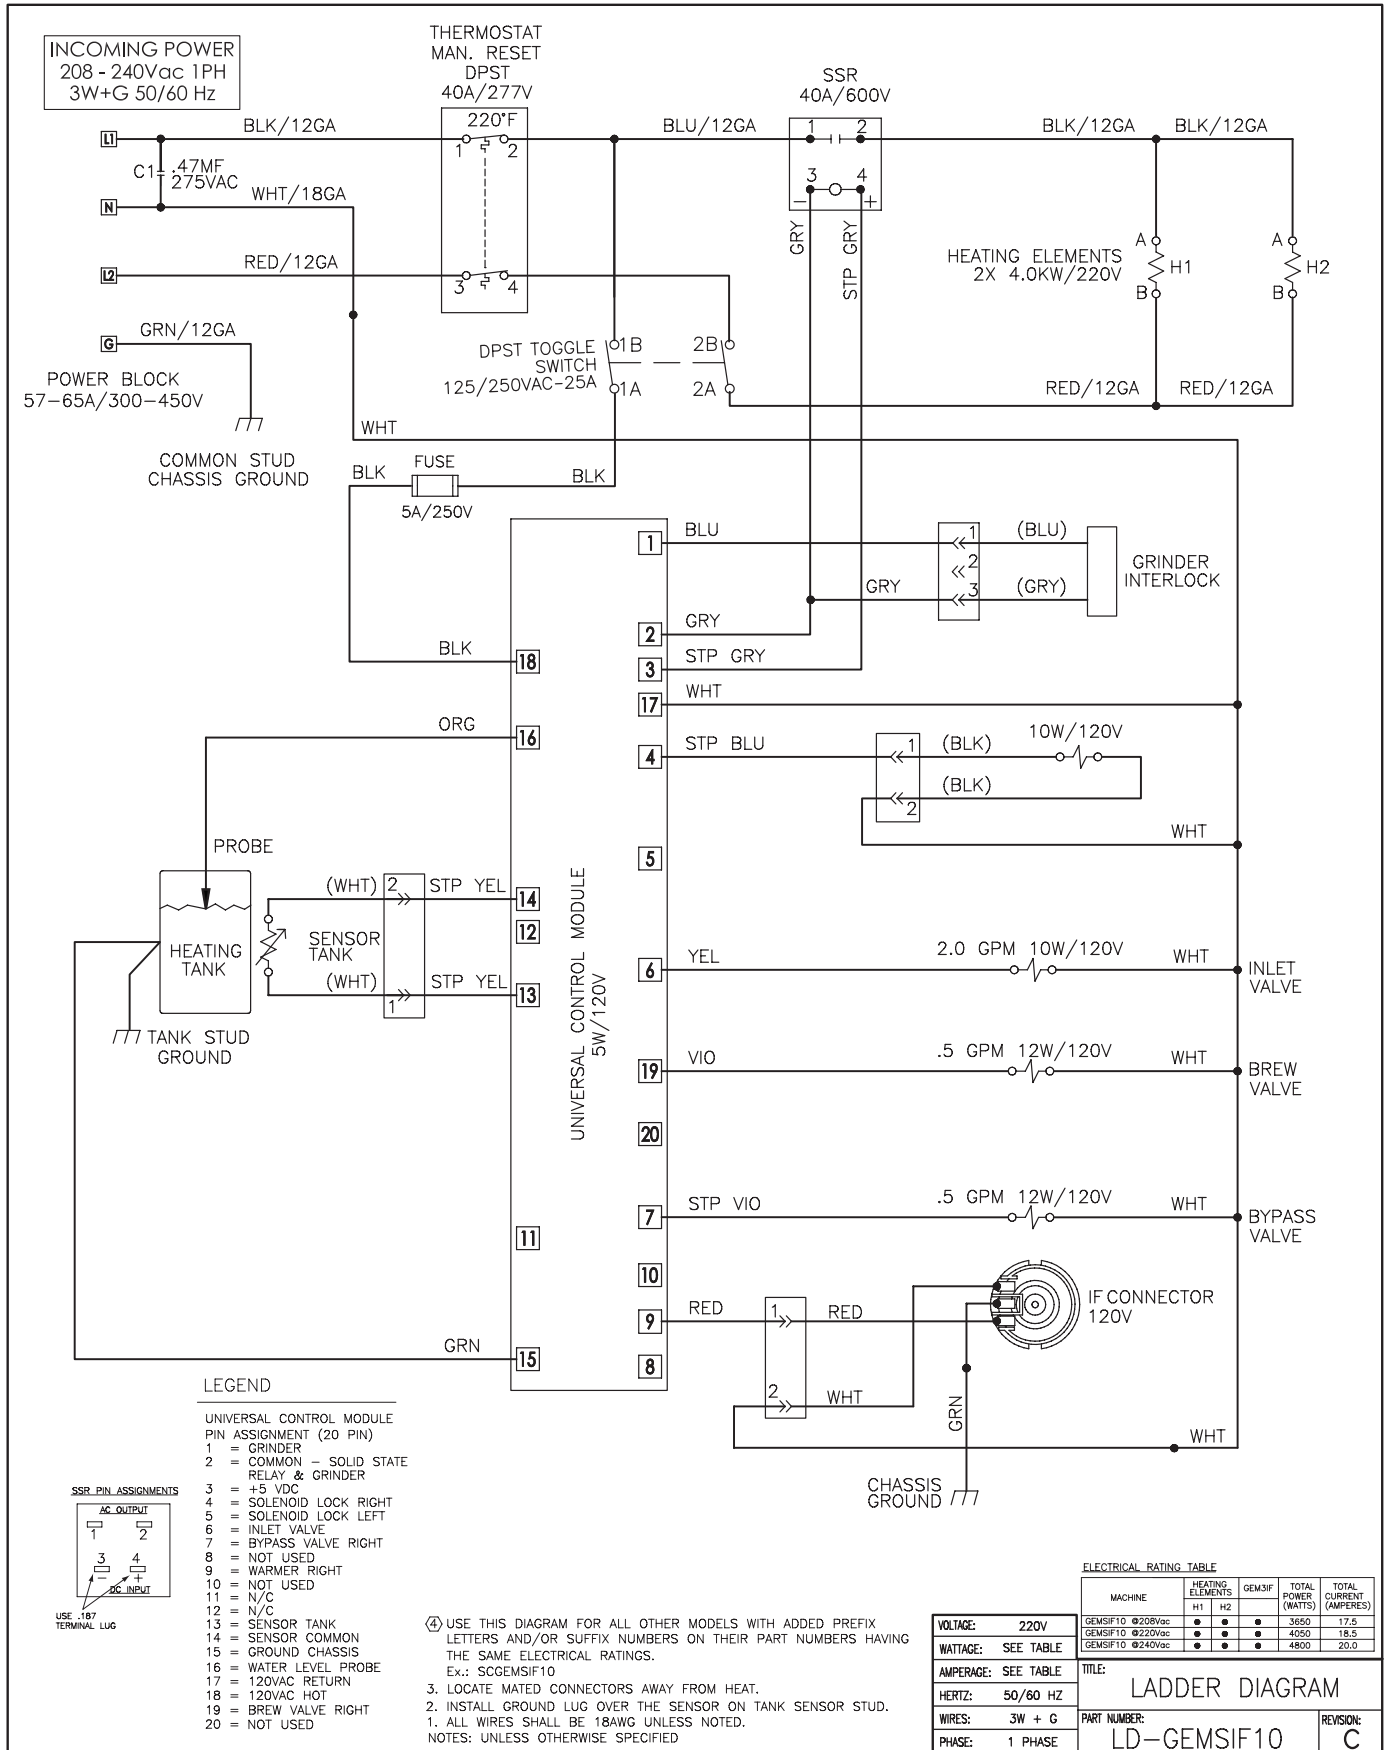 INCOMING POWER
208 - 240Vac 1PH
3W+G 50/60 Hz
THERMOSTAT
MAN. RESET
DPST
40A/277V
220°F
1 2
3 4
SSR
40A/600V
1 2
3 4
- +
L1
BLK/12GA
BLU/12GA
BLK/12GA
BLK/12GA
C1
.47MF
275VAC
N
WHT/18GA
L2
RED/12GA
GRY
STP GRY
HEATING ELEMENTS
2X 4.0KW/220V
A
H1
B
A
H2
B
G
GRN/12GA
POWER BLOCK
57-65A/300-450V
DPST TOGGLE
SWITCH
125/250VAC-25A
1B
1A
2B
2A
RED/12GA
RED/12GA
COMMON STUD
CHASSIS GROUND
WHT
BLK
FUSE
5A/250V
BLK
1
BLU
1
2
3
(BLU)
GRY
(GRY)
GRINDER
INTERLOCK
2
GRY
BLK
18
3
STP GRY
17
WHT
ORG
16
4
STP BLU
1
2
(BLK)
(BLK)
10W/120V
WHT
5
PROBE
HEATING
TANK
SENSOR
TANK
(WHT)
2
STP YEL
14
12
(WHT)
1
STP YEL
13
TANK STUD
GROUND
UNIVERSAL CONTROL MODULE
5W/120V
6
YEL
2.0 GPM 10W/120V
WHT
INLET
VALVE
19
VIO
.5 GPM 12W/120V
WHT
BREW
VALVE
20
7
STP VIO
.5 GPM 12W/120V
WHT
BYPASS
VALVE
11
10
9
RED
1
RED
IF CONNECTOR
120V
8
2
WHT
GRN
WHT
CHASSIS
GROUND
GRN
15
LEGEND
UNIVERSAL CONTROL MODULE
PIN ASSIGNMENT (20 PIN)
1 = GRINDER
2 = COMMON - SOLID STATE
RELAY & GRINDER
3 = +5 VDC
4 = SOLENOID LOCK RIGHT
5 = SOLENOID LOCK LEFT
6 = INLET VALVE
7 = BYPASS VALVE RIGHT
8 = NOT USED
9 = WARMER RIGHT
10 = NOT USED
11 = N/C
12 = N/C
13 = SENSOR TANK
14 = SENSOR COMMON
15 = GROUND CHASSIS
16 = WATER LEVEL PROBE
17 = 120VAC RETURN
18 = 120VAC HOT
19 = BREW VALVE RIGHT
20 = NOT USED
SSR PIN ASSIGNMENTS
AC OUTPUT
1 2
3 4
- +
DC INPUT
USE .187
TERMINAL LUG
4 USE THIS DIAGRAM FOR ALL OTHER MODELS WITH ADDED PREFIX
LETTERS AND/OR SUFFIX NUMBERS ON THEIR PART NUMBERS HAVING
THE SAME ELECTRICAL RATINGS.
Ex.: SCGEMSIF10
3. LOCATE MATED CONNECTORS AWAY FROM HEAT.
2. INSTALL GROUND LUG OVER THE SENSOR ON TANK SENSOR STUD.
1. ALL WIRES SHALL BE 18AWG UNLESS NOTED.
NOTES: UNLESS OTHERWISE SPECIFIED
ELECTRICAL RATING TABLE
MACHINE HEATING ELEMENTS H1 H2 GEM3IF TOTAL POWER (WATTS) TOTAL CURRENT (AMPERES)
GEMSIF10 @208Vac ● ● ● 3650 17.5
GEMSIF10 @220Vac ● ● ● 4050 18.5
GEMSIF10 @240Vac ● ● ● 4800 20.0
VOLTAGE: 220V
WATTAGE: SEE TABLE
AMPERAGE: SEE TABLE
HERTZ: 50/60 HZ
WIRES: 3W + G
PHASE: 1 PHASE
TITLE:
LADDER DIAGRAM
PART NUMBER:
LD-GEMSIF10
REVISION:
C